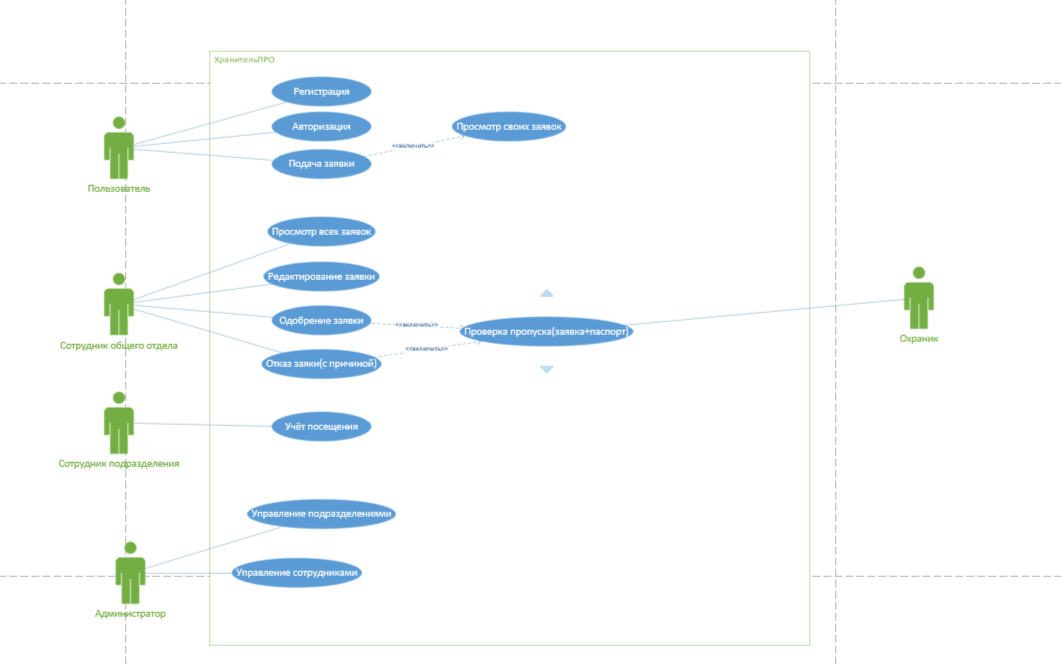 ХранительПРО
Регистрация
Авторизация
Просмотр своих заявок
<<включить>>
Подача заявки
Пользователь
Просмотр всех заявок
Редактирование заявки
Одобрение заявки
<<включить>>
Проверка пропуска(заявка+паспорт)
Охраник
Сотрудник общего отдела
<<включить>>
Отказ заяки(с причиной)
Учёт посещения
Сотрудник подразделения
Управление подразделениями
Управление сотрудниками
Администратор